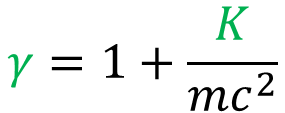 γ = 1 + K/mc²